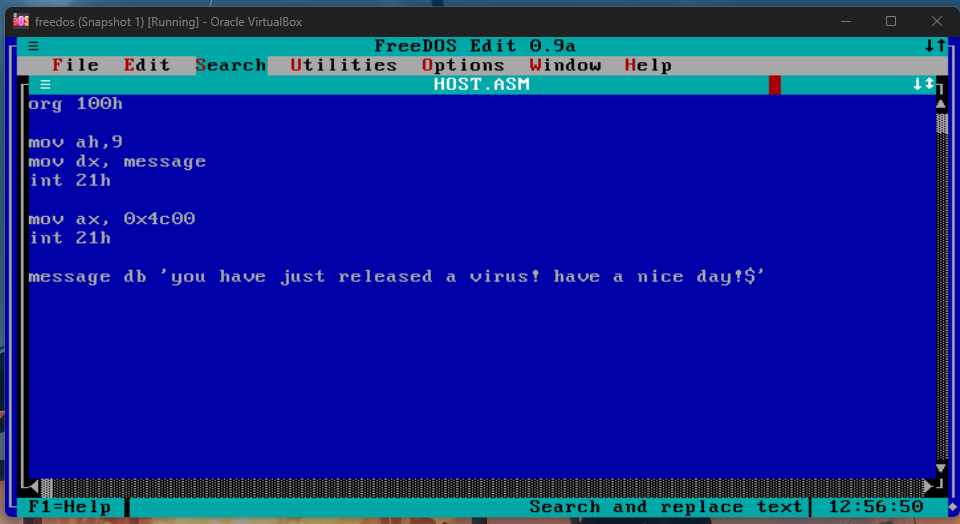 freedos (Snapshot 1) [Running] - Oracle VirtualBox
FreeDOS Edit 0.9a
File Edit Search Utilities Options Window Help
HOST.ASM
org 100h
mov ah,9
mov dx, message
int 21h
mov ax, 0x4c00
int 21h
message db 'you have just released a virus! have a nice day!$'
F1=Help Search and replace text 12:56:50